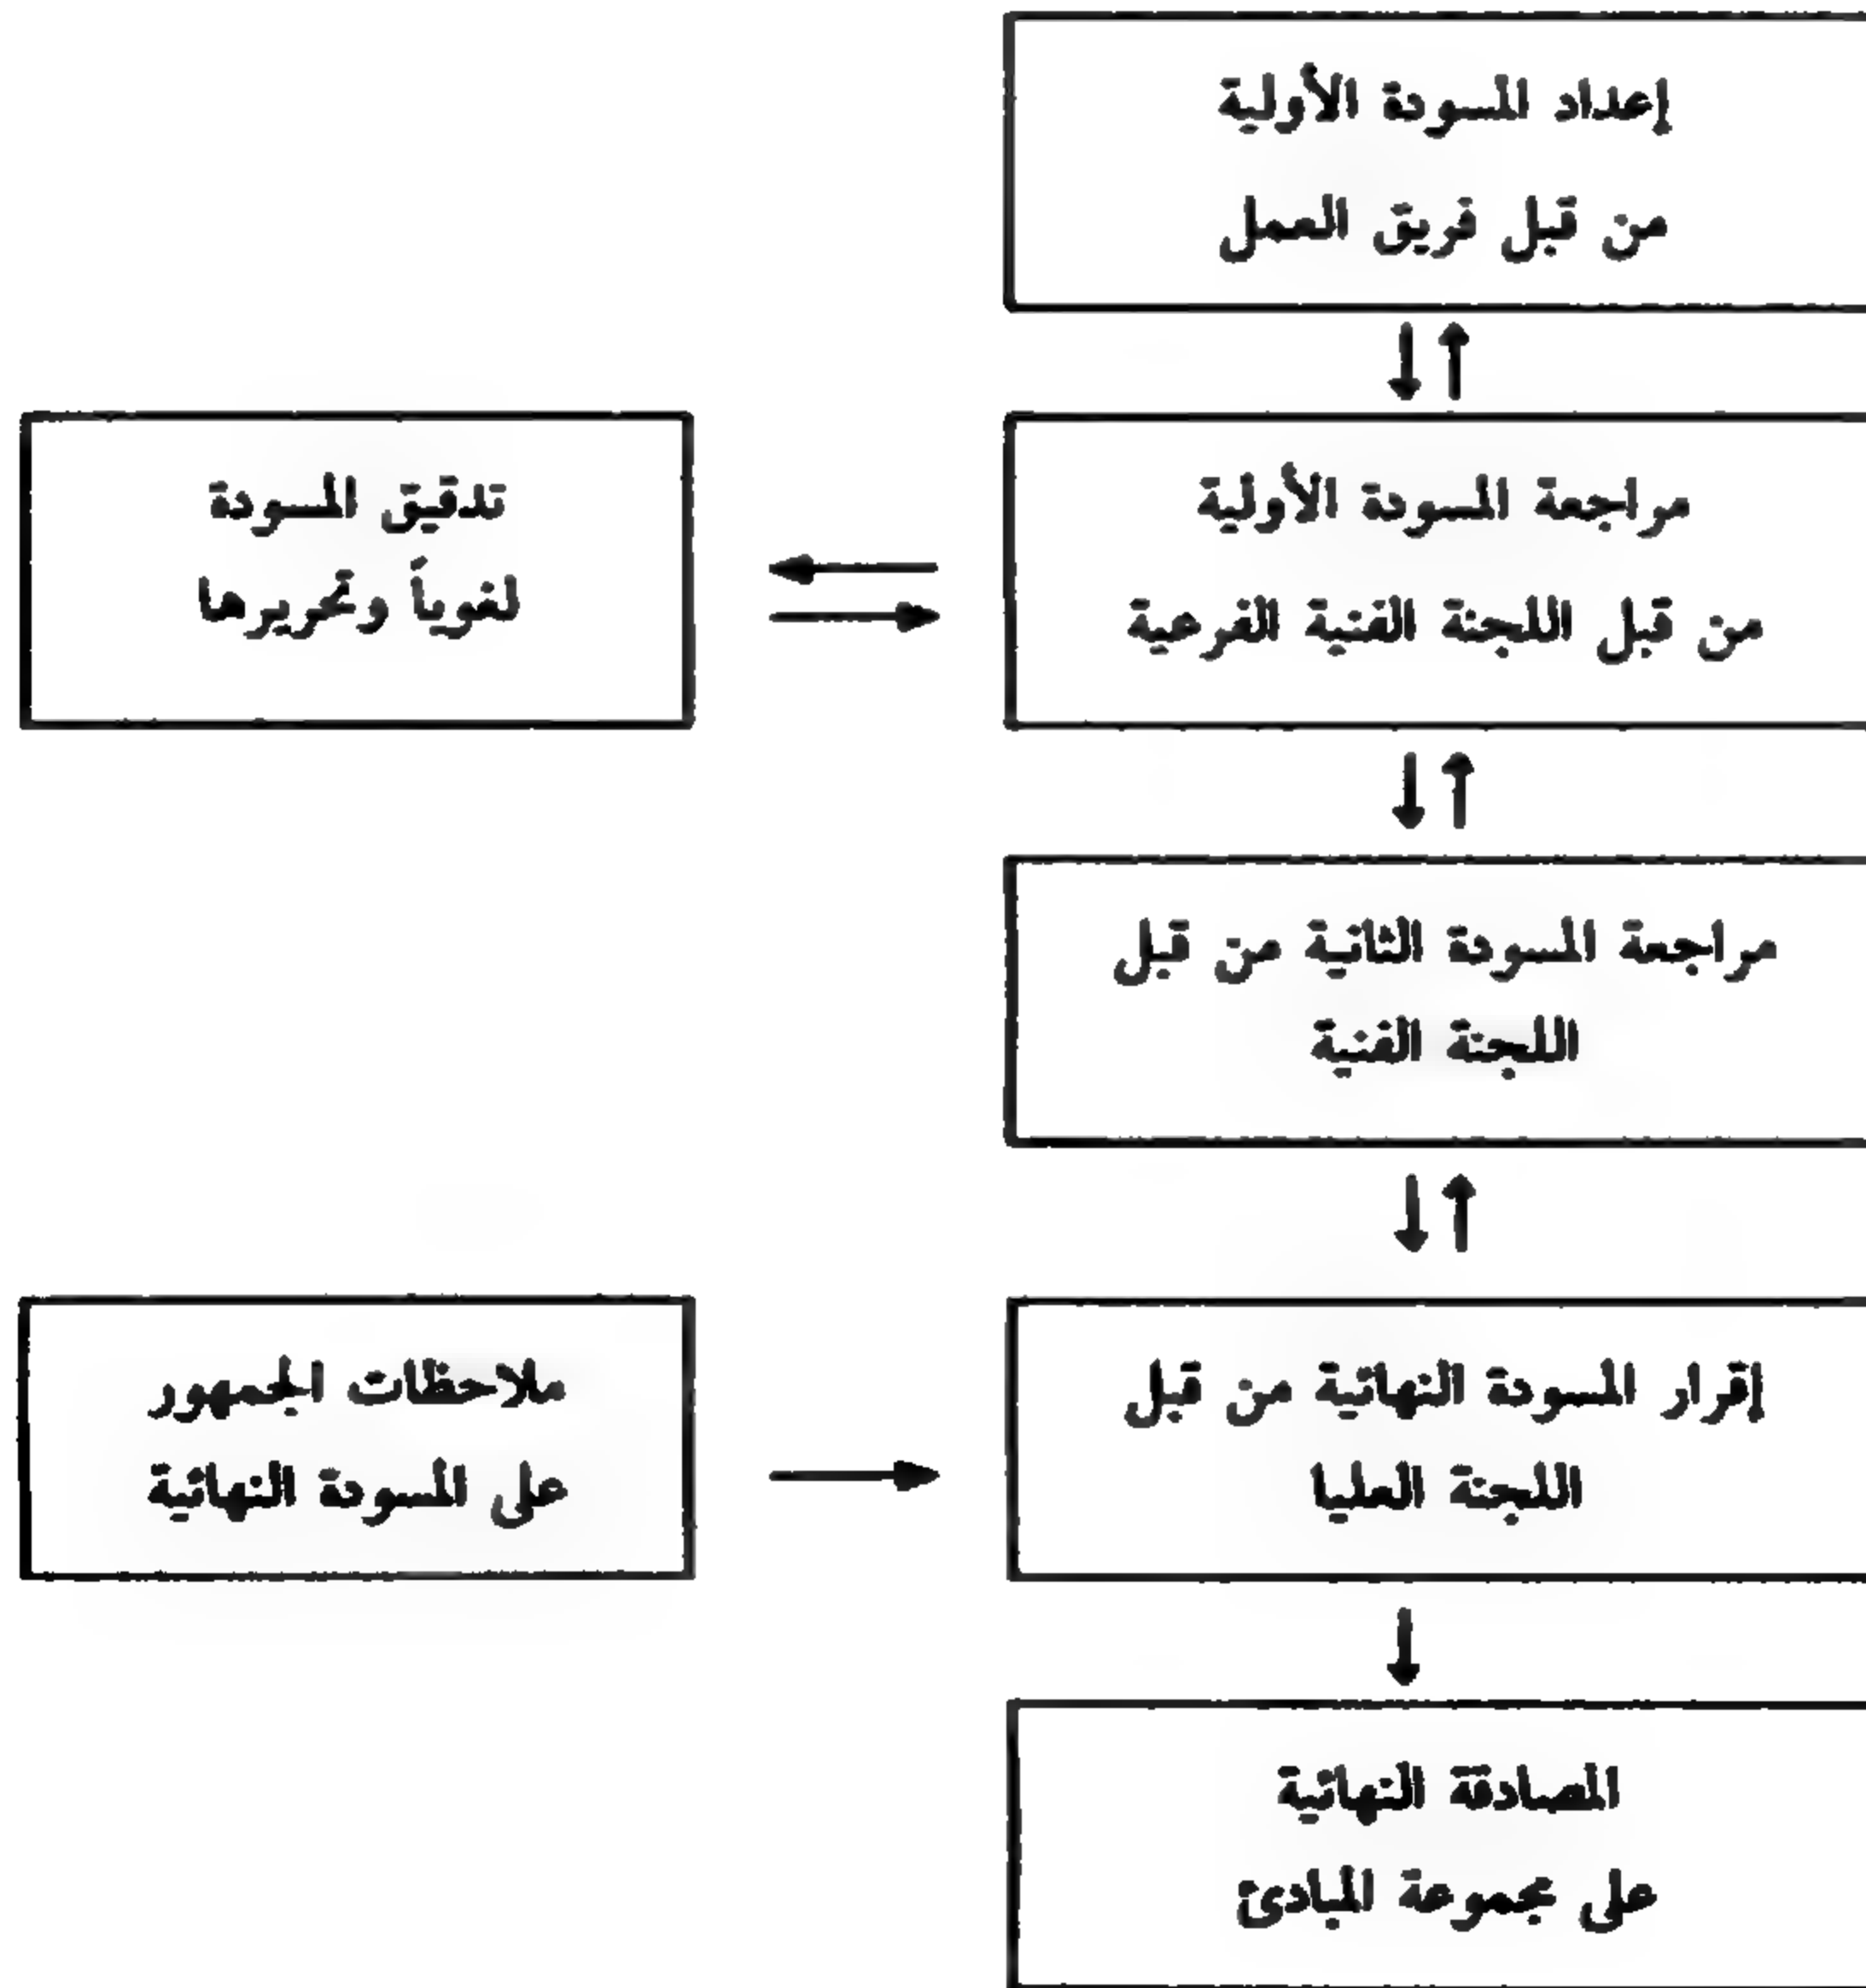 إعداد المسودة الأولية
من قبل فريق العمل
مراجعة المسودة الأولية
من قبل اللجنة الفنية الفرعية
تدقيق المسودة
لغوياً وتحريرها
مراجعة المسودة الثانية من قبل
اللجنة الفنية
إقرار المسودة النهائية من قبل
اللجنة العليا
ملاحظات الجمهور
على المسودة النهائية
المصادقة النهائية
على مجموعة المبادئ